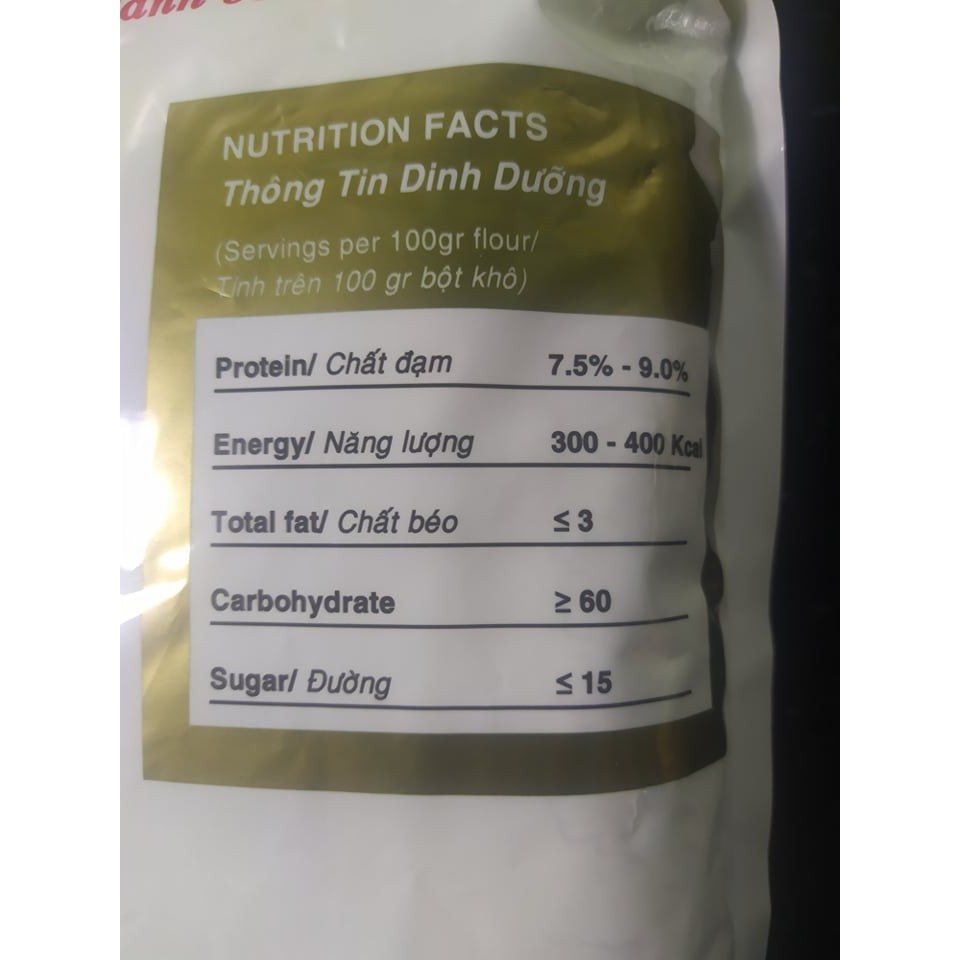 NUTRITION FACTS
Thông Tin Dinh Dưỡng
(Servings per 100gr flour/
Tính trên 100 gr bột khô)
Protein/ Chất đạm 7.5% - 9.0%
Energy/ Năng lượng 300 - 400 Kcal
Total fat/ Chất béo ≤ 3
Carbohydrate ≥ 60
Sugar/ Đường ≤ 15